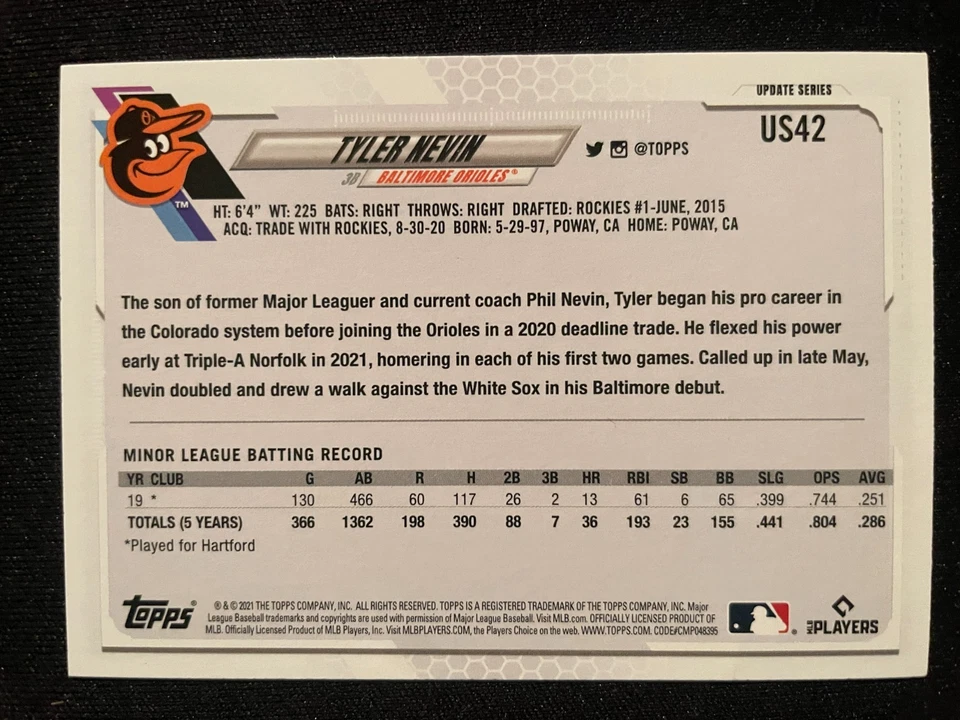 UPDATE SERIES
US42
TYLER NEVIN
@TOPPS
3B BALTIMORE ORIOLES®
TM
HT: 6'4" WT: 225 BATS: RIGHT THROWS: RIGHT DRAFTED: ROCKIES #1-JUNE, 2015
ACQ: TRADE WITH ROCKIES, 8-30-20 BORN: 5-29-97, POWAY, CA HOME: POWAY, CA
The son of former Major Leaguer and current coach Phil Nevin, Tyler began his pro career in
the Colorado system before joining the Orioles in a 2020 deadline trade. He flexed his power
early at Triple-A Norfolk in 2021, homering in each of his first two games. Called up in late May,
Nevin doubled and drew a walk against the White Sox in his Baltimore debut.
MINOR LEAGUE BATTING RECORD
YR CLUB G AB R H 2B 3B HR RBI SB BB SLG OPS AVG
19 * 130 466 60 117 26 2 13 61 6 65 .399 .744 .251
TOTALS (5 YEARS) 366 1362 198 390 88 7 36 193 23 155 .441 .804 .286
*Played for Hartford
TOPPS®
® & © 2021 THE TOPPS COMPANY, INC. ALL RIGHTS RESERVED. TOPPS IS A REGISTERED TRADEMARK OF THE TOPPS COMPANY, INC. Major
League Baseball trademarks and copyrights are used with permission of Major League Baseball. Visit MLB.com. OFFICIALLY LICENSED PRODUCT OF
MLB. Officially Licensed Product of MLB Players, Inc. Visit MLBPLAYERS.COM, the Players Choice on the web. WWW.TOPPS.COM. CODE#CMP048395
®
MLB PLAYERS